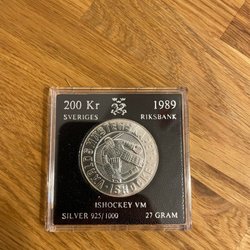 200 Kr 1989
SVERIGES RIKSBANK
ISHOCKEY VM
SILVER 925/1000 27 GRAM